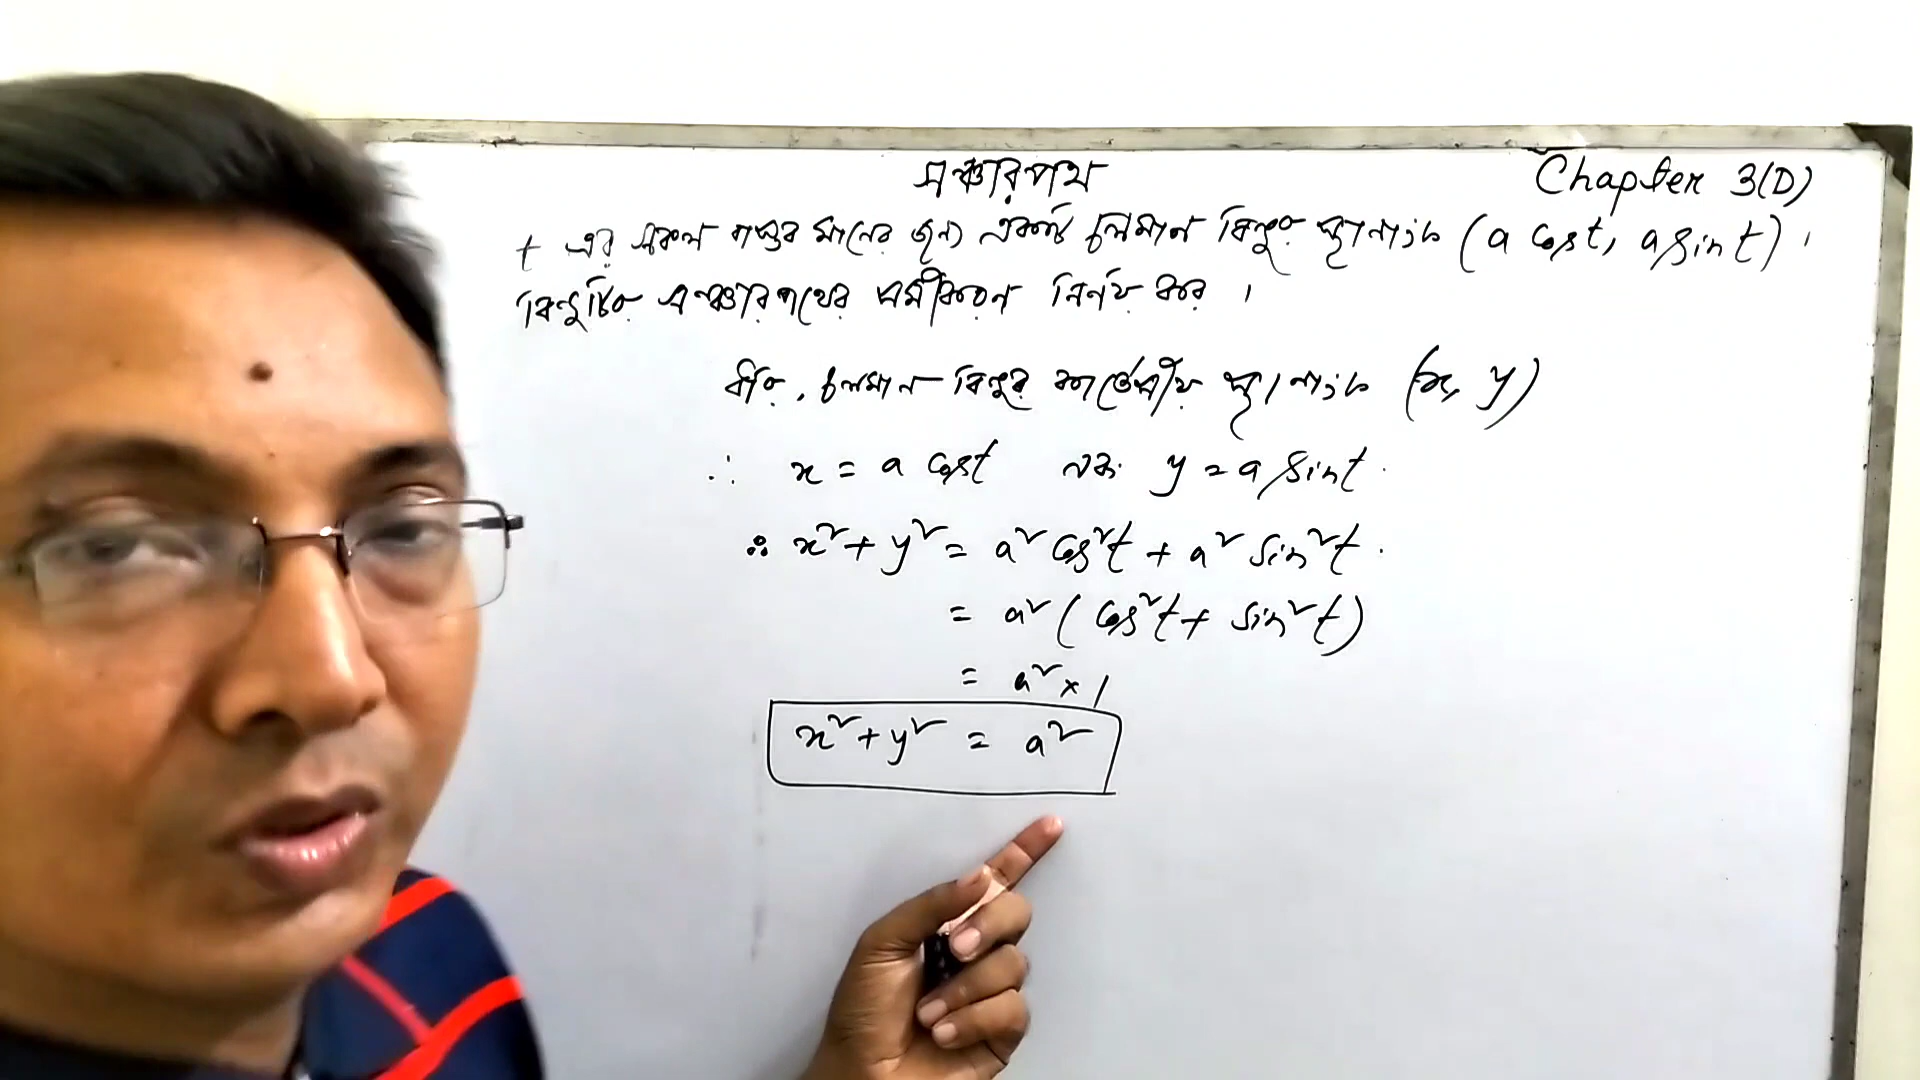 সঞ্চারপথ
Chapter 3(D)
t এর সকল বাস্তব মানের জন্য একটি চলমান বিন্দুর স্থানাংক (a cost, a sint) ।
বিন্দুটির সঞ্চারপথের সমীকরণ নির্ণয় কর ।
ধরি, চলমান বিন্দুর কার্তেসীয় স্থানাংক (x, y)
∴ x = a cost এবং y = a sint.
∴ x² + y² = a² cos²t + a² sin²t.
= a² ( cos²t + sin²t)
= a² × 1
x² + y² = a²